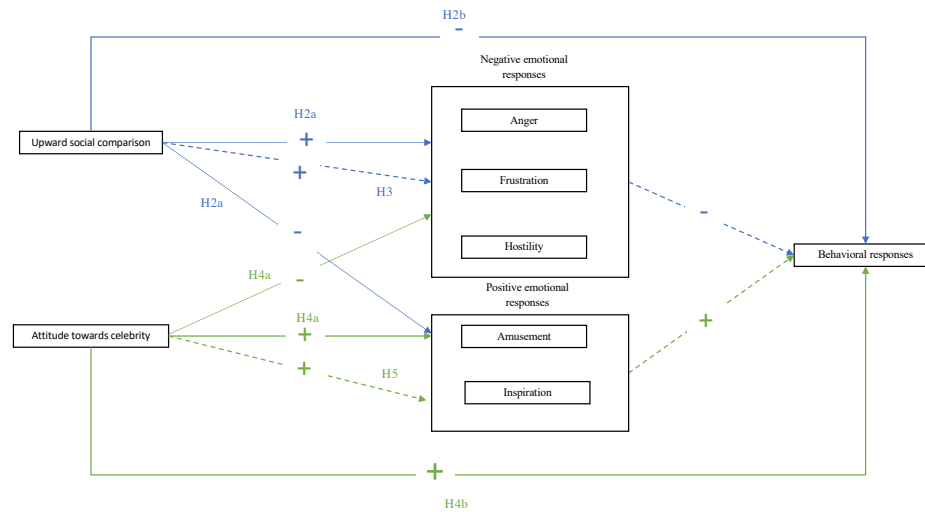 H2b
-
Negative emotional
responses
H2a
+
Anger
Upward social comparison
+
Frustration
H3
H2a
-
-
Hostility
Behavioral responses
H4a
-
Positive emotional
responses
H4a
+
+
Attitude towards celebrity
Amusement
+
H5
Inspiration
+
H4b